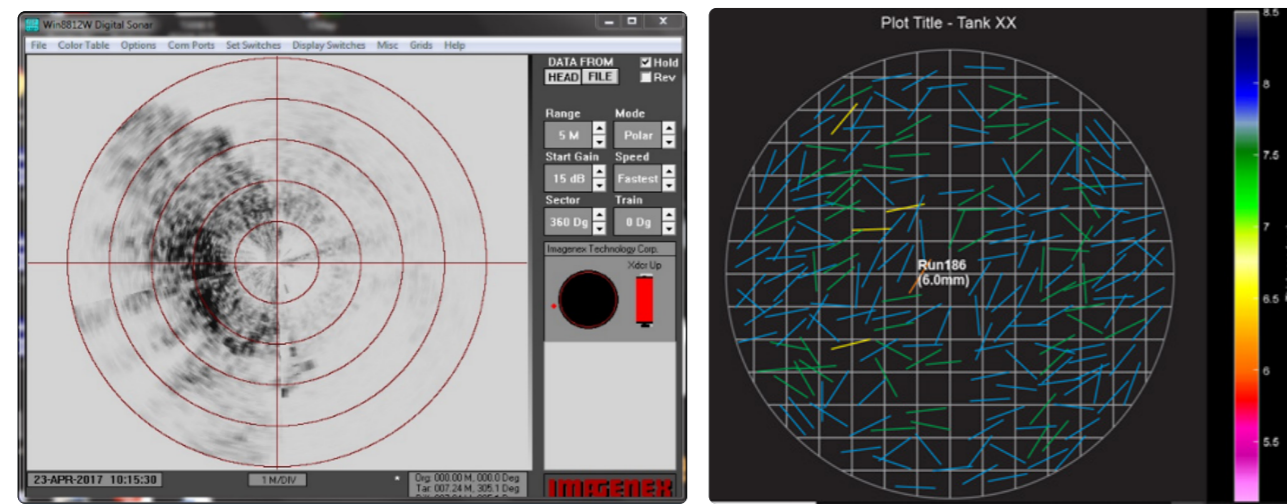 Win8812W Digital Sonar
File Color Table Options Com Ports Set Switches Display Switches Misc Grids Help
DATA FROM Hold
HEAD FILE Rev
Range Mode
5 M Polar
Start Gain Speed
15 dB Fastest
Sector Train
360 Dg 0 Dg
Imagenex Technology Corp.
Xdcr Up
23-APR-2017 10:15:30
1 M/DIV
Org: 000.00 M, 000.0 Deg
Tar: 007.24 M, 305.1 Deg
IMAGENEX
Plot Title - Tank XX
Run186
(6.0mm)
8.5
8
7.5
7
6.5
6
5.5